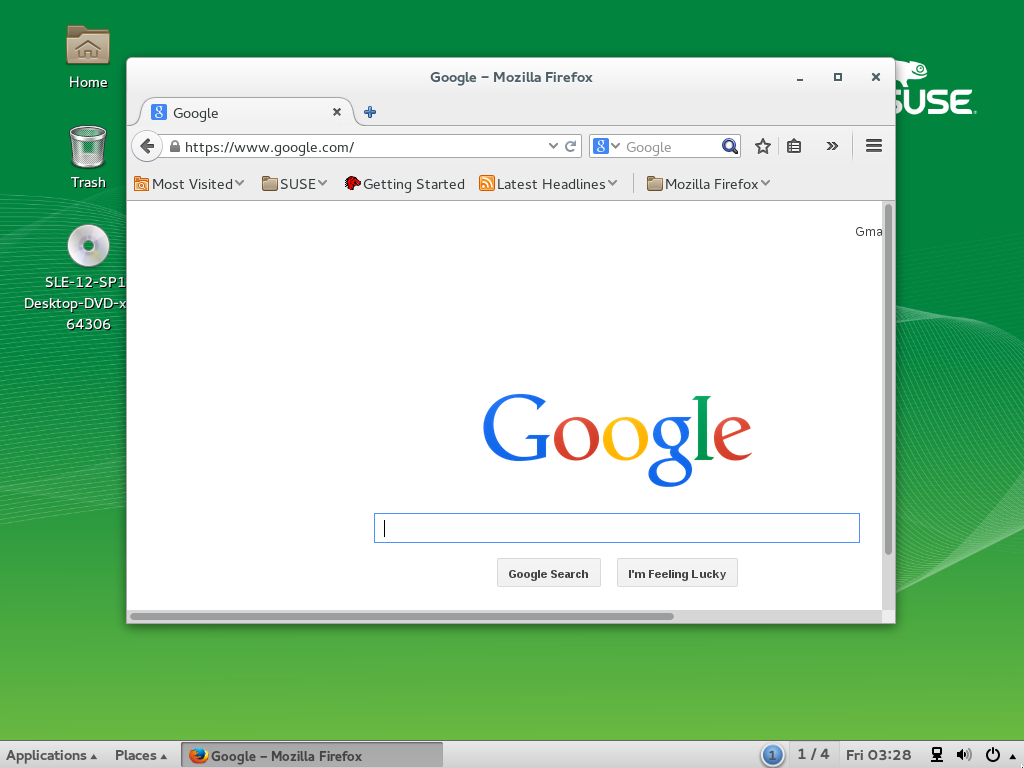 Home
Trash
SLE-12-SP1
Desktop-DVD-x
64306
SUSE
Google – Mozilla Firefox
Google
https://www.google.com/
Google
Most Visited
SUSE
Getting Started
Latest Headlines
Mozilla Firefox
Gma
Google
Google Search
I'm Feeling Lucky
Applications
Places
Google – Mozilla Firefox
1
1 / 4
Fri 03:28